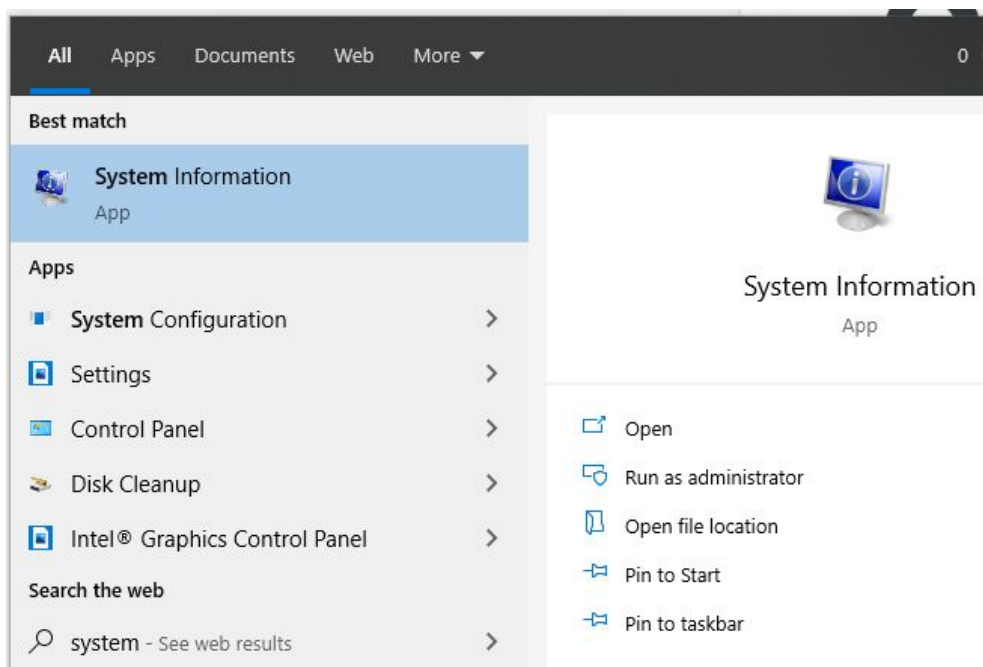 All Apps Documents Web More 0
Best match
System Information
App
Apps
System Configuration
Settings
Control Panel
Disk Cleanup
Intel® Graphics Control Panel
Search the web
system - See web results
System Information
App
Open
Run as administrator
Open file location
Pin to Start
Pin to taskbar